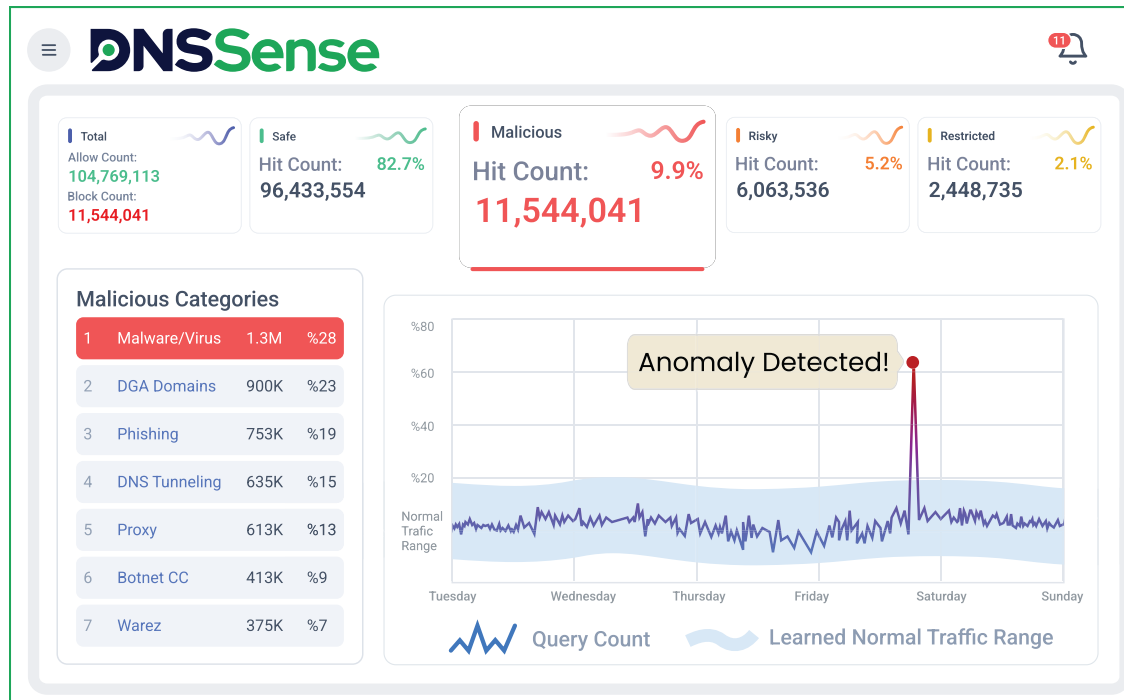 DNSSense
11
Total
Allow Count:
104,769,113
Block Count:
11,544,041
Safe
Hit Count: 82.7%
96,433,554
Malicious
Hit Count: 9.9%
11,544,041
Risky
Hit Count: 5.2%
6,063,536
Restricted
Hit Count: 2.1%
2,448,735
Malicious Categories
1 Malware/Virus 1.3M %28
2 DGA Domains 900K %23
3 Phishing 753K %19
4 DNS Tunneling 635K %15
5 Proxy 613K %13
6 Botnet CC 413K %9
7 Warez 375K %7
%80
%60
%40
%20
Normal
Trafic
Range
Anomaly Detected!
Tuesday Wednesday Thursday Friday Saturday Sunday
Query Count Learned Normal Traffic Range